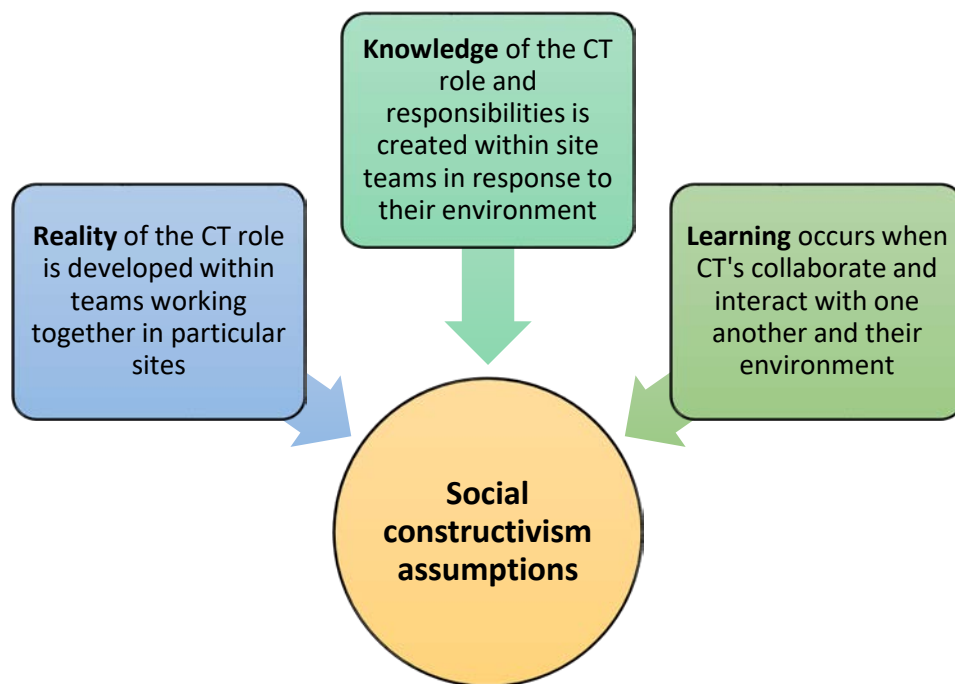 Knowledge of the CT
role and
responsibilities is
created within site
teams in response to
their environment
Reality of the CT role
is developed within
teams working
together in particular
sites
Learning occurs when
CT's collaborate and
interact with one
another and their
environment
Social
constructivism
assumptions